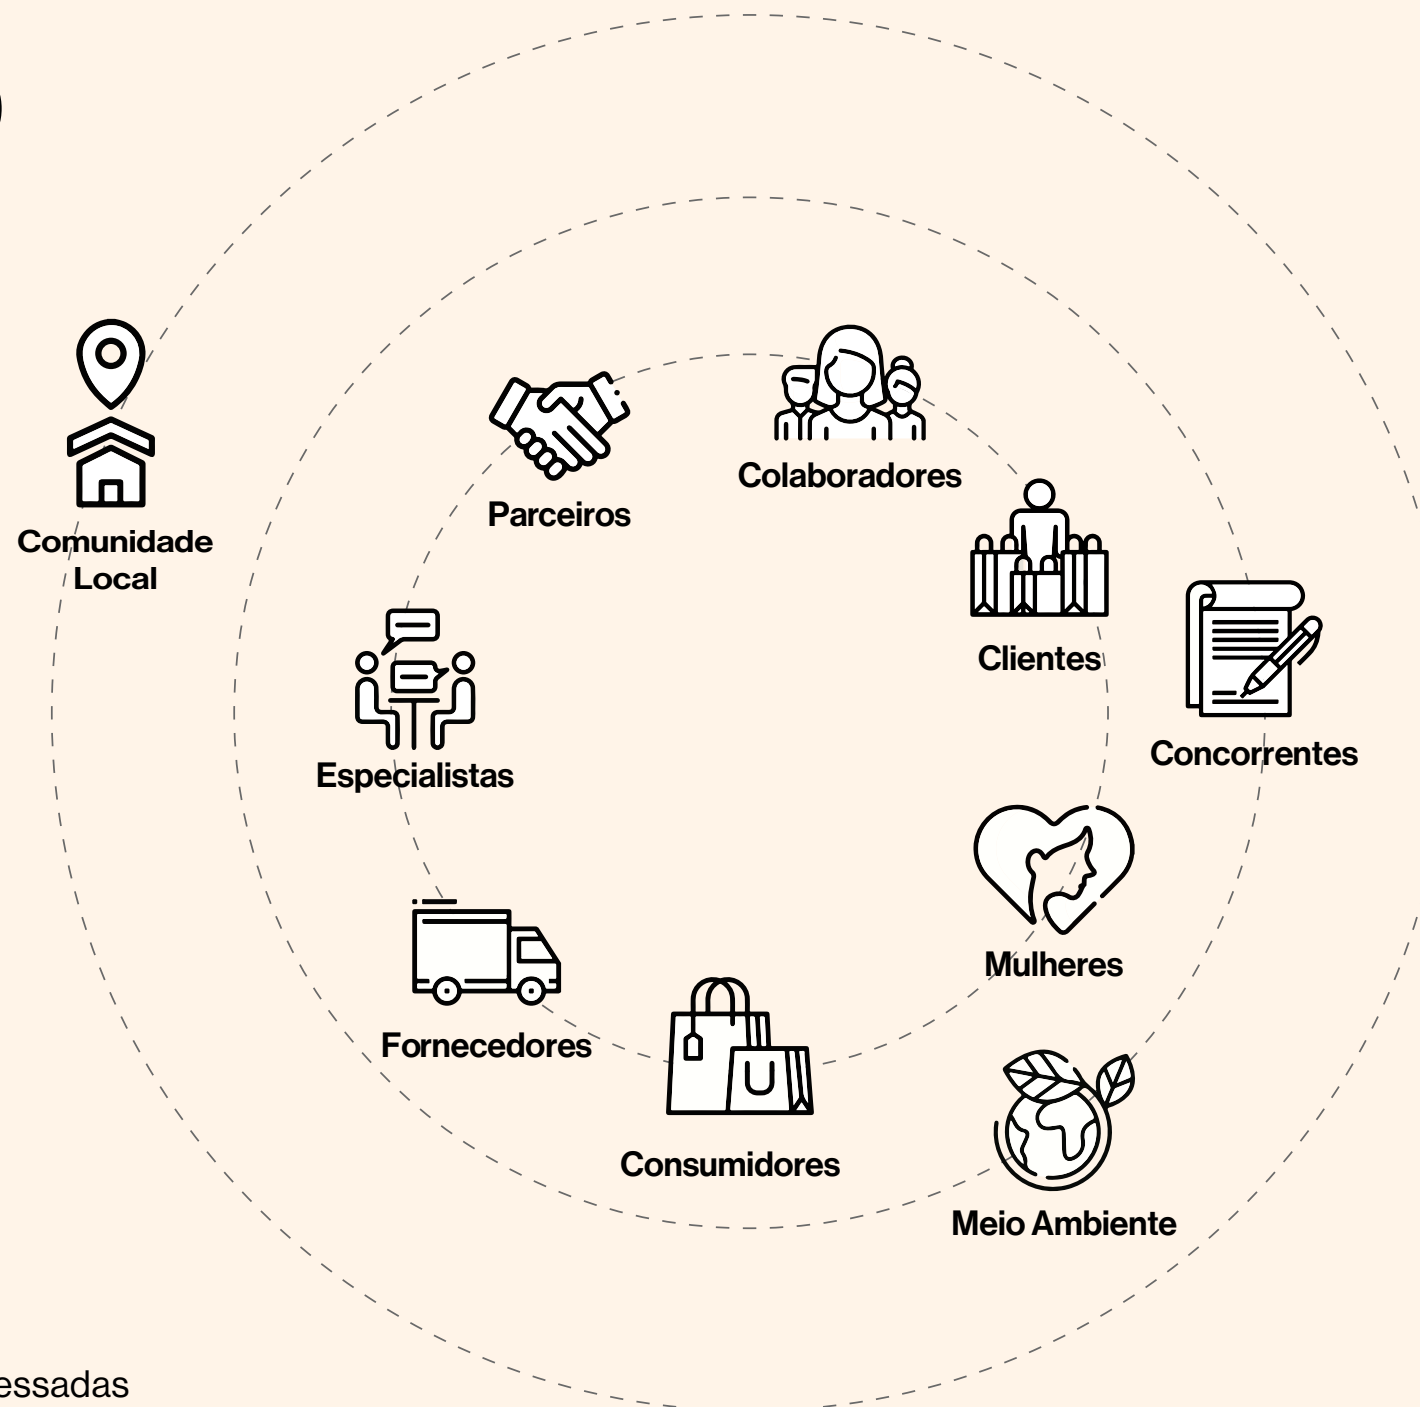 Colaboradores
Parceiros
Comunidade
Local
Clientes
Concorrentes
Especialistas
Mulheres
Fornecedores
Consumidores
Meio Ambiente
essadas